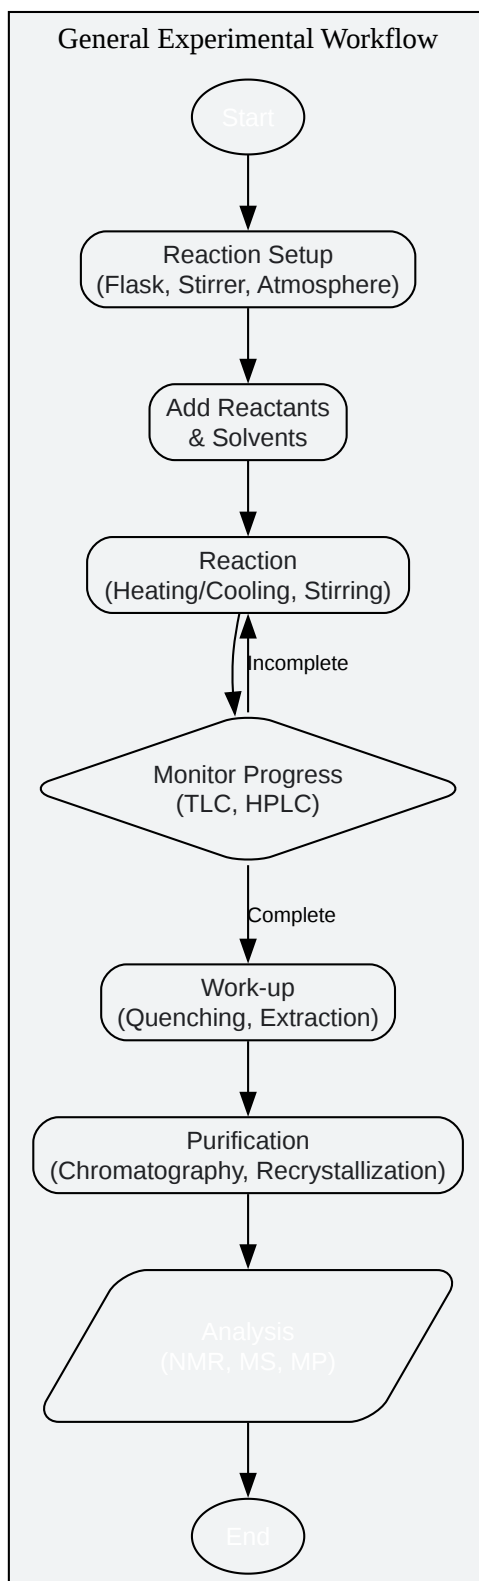 General Experimental Workflow
Start
Reaction Setup
(Flask, Stirrer, Atmosphere)
Add Reactants
& Solvents
Reaction
(Heating/Cooling, Stirring)
Incomplete
Monitor Progress
(TLC, HPLC)
Complete
Work-up
(Quenching, Extraction)
Purification
(Chromatography, Recrystallization)
Analysis
(NMR, MS, MP)
End